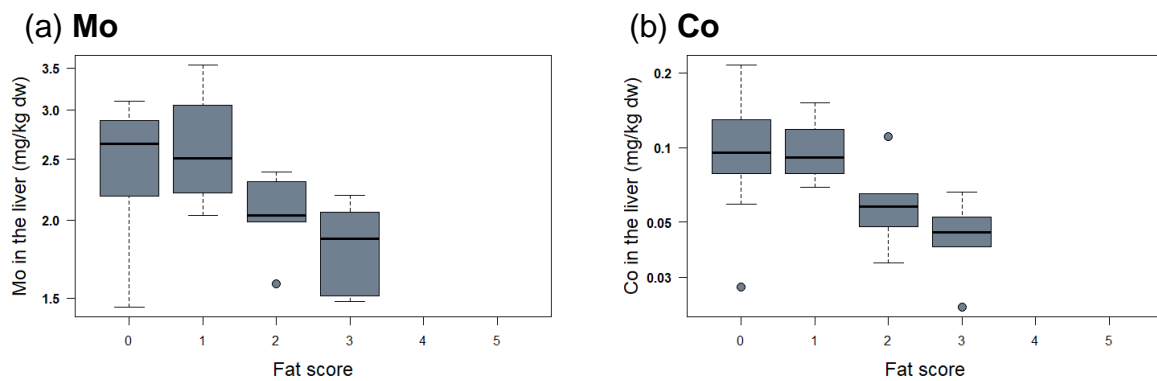 (a) Mo
Mo in the liver (mg/kg dw)
3.5
3.0
2.5
2.0
1.5
0 1 2 3 4 5
Fat score
(b) Co
Co in the liver (mg/kg dw)
0.2
0.1
0.05
0.03
0 1 2 3 4 5
Fat score